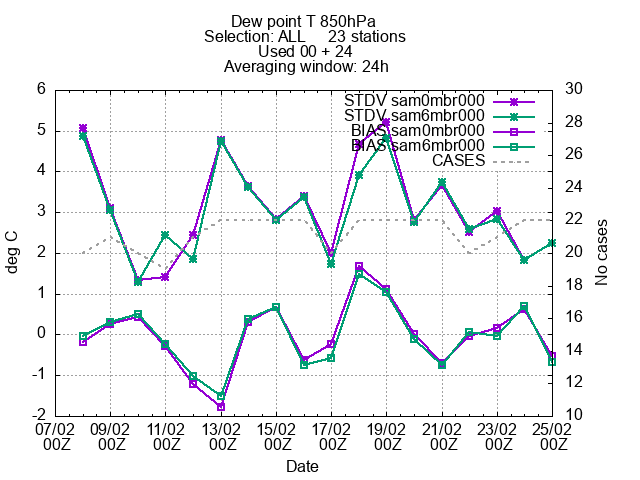 Dew point T 850hPa
Selection: ALL 23 stations
Used 00 + 24
Averaging window: 24h
STDV sam0mbr000
STDV sam6mbr000
BIAS sam0mbr000
BIAS sam6mbr000
CASES
6
5
4
3
2
1
0
-1
-2
deg C
30
28
26
24
22
20
18
16
14
12
10
No cases
07/02 09/02 11/02 13/02 15/02 17/02 19/02 21/02 23/02 25/02
00Z 00Z 00Z 00Z 00Z 00Z 00Z 00Z 00Z 00Z
Date